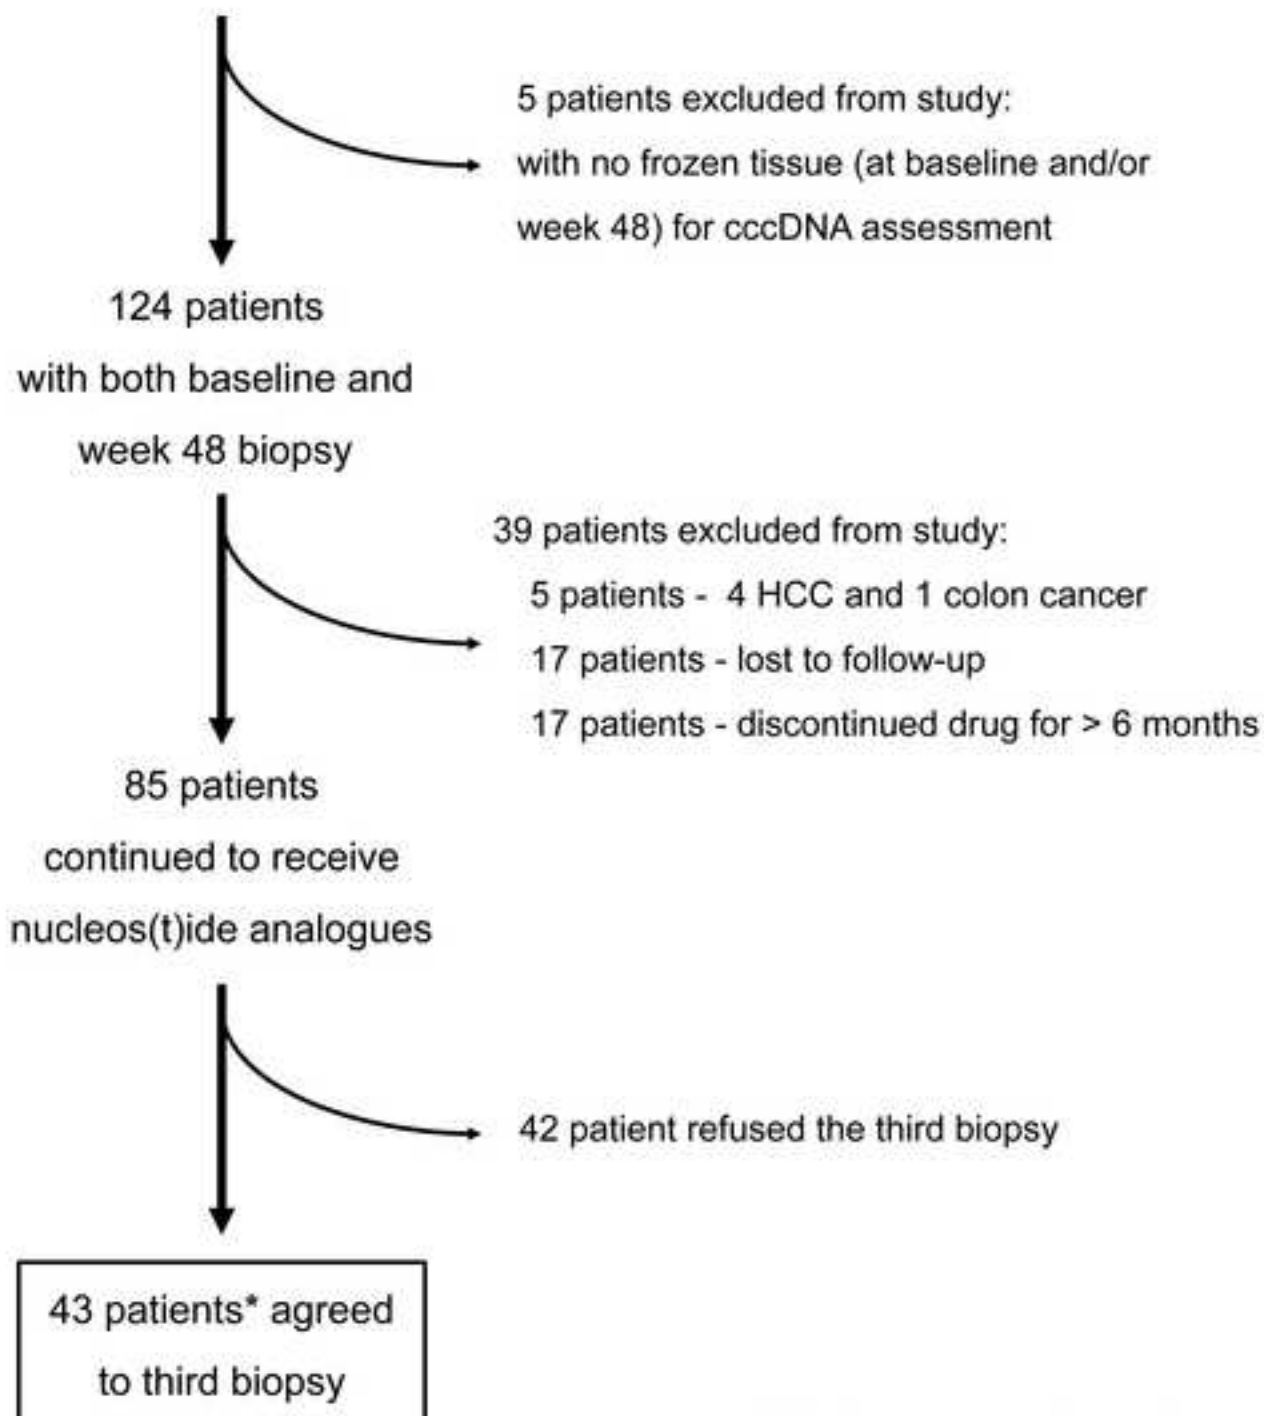 5 patients excluded from study:
with no frozen tissue (at baseline and/or
week 48) for cccDNA assessment
124 patients
with both baseline and
week 48 biopsy
39 patients excluded from study:
5 patients - 4 HCC and 1 colon cancer
17 patients - lost to follow-up
17 patients - discontinued drug for > 6 months
85 patients
continued to receive
nucleos(t)ide analogues
42 patient refused the third biopsy
43 patients* agreed
to third biopsy